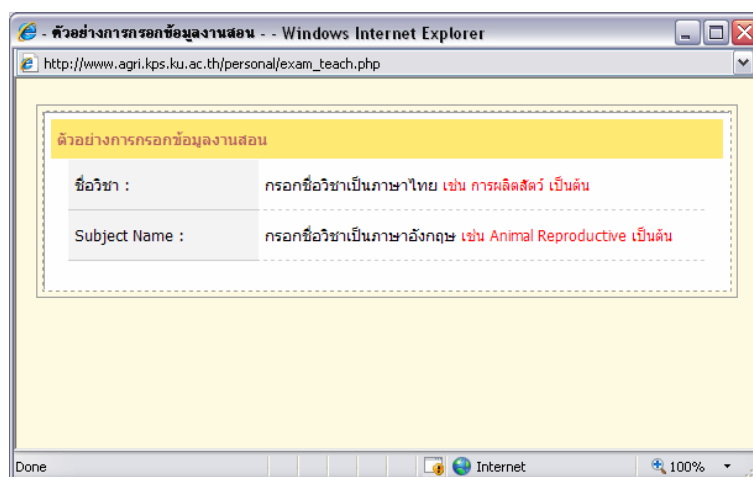 - ตัวอย่างการกรอกข้อมูลงานสอน - - Windows Internet Explorer
http://www.agri.kps.ku.ac.th/personal/exam_teach.php
ตัวอย่างการกรอกข้อมูลงานสอน
ชื่อวิชา : กรอกชื่อวิชาเป็นภาษาไทย เช่น การผลิตสัตว์ เป็นต้น
Subject Name : กรอกชื่อวิชาเป็นภาษาอังกฤษ เช่น Animal Reproductive เป็นต้น
Done Internet 100%